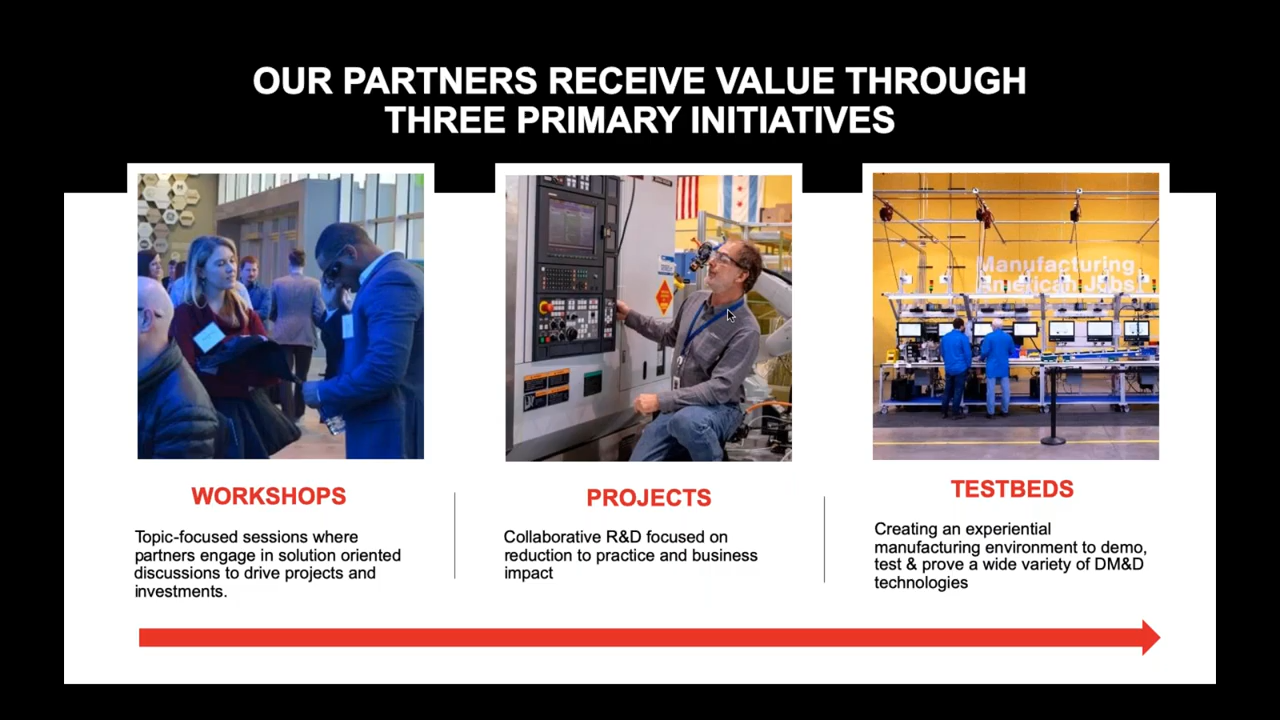 OUR PARTNERS RECEIVE VALUE THROUGH
THREE PRIMARY INITIATIVES
Manufacturing
American Jobs
WORKSHOPS
Topic-focused sessions where
partners engage in solution oriented
discussions to drive projects and
investments.
PROJECTS
Collaborative R&D focused on
reduction to practice and business
impact
TESTBEDS
Creating an experiential
manufacturing environment to demo,
test & prove a wide variety of DM&D
technologies